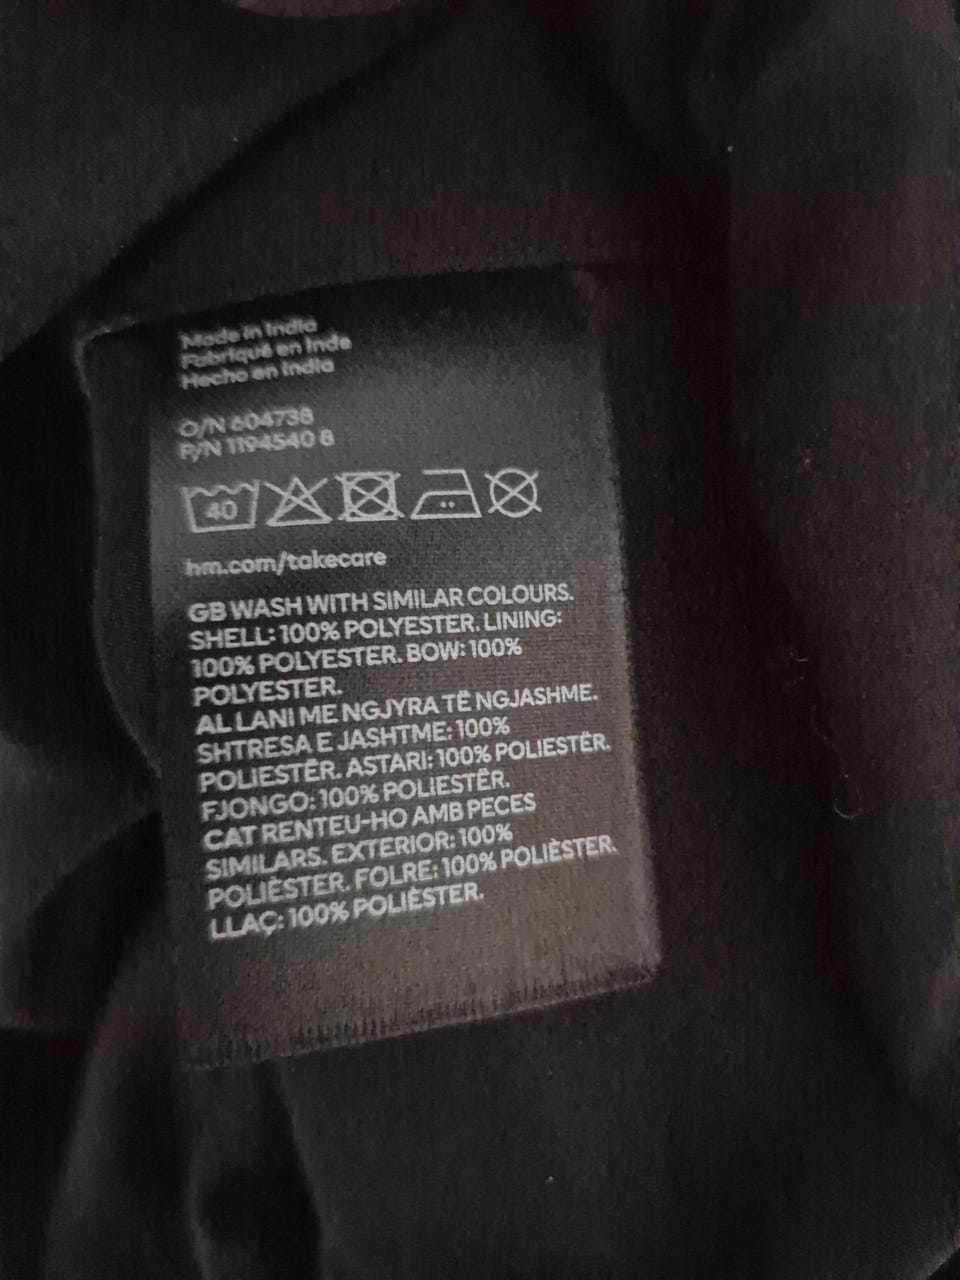 Made in India
Fabriqué en Inde
Hecho en India
O/N 604738
P/N 1194540 8
40
hm.com/takecare
GB WASH WITH SIMILAR COLOURS.
SHELL: 100% POLYESTER. LINING:
100% POLYESTER. BOW: 100%
POLYESTER.
AL LANI ME NGJYRA TË NGJASHME.
SHTRESA E JASHTME: 100%
POLIESTËR. ASTARI: 100% POLIESTËR.
FJONGO: 100% POLIESTËR.
CAT RENTEU-HO AMB PECES
SIMILARS. EXTERIOR: 100%
POLIÈSTER. FOLRE: 100% POLIÈSTER.
LLAÇ: 100% POLIÈSTER.